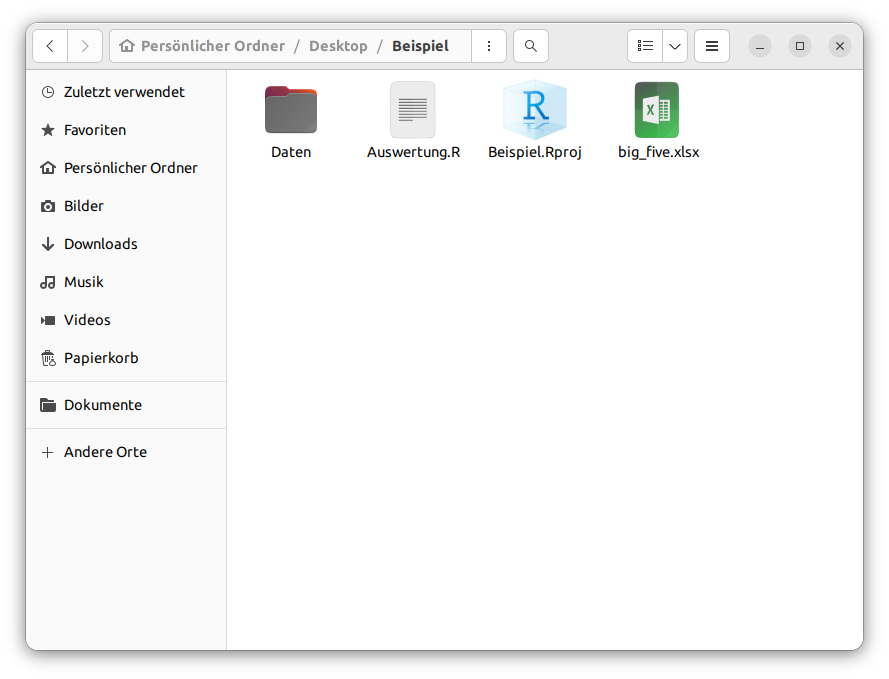 Persönlicher Ordner / Desktop / Beispiel
Zuletzt verwendet
Favoriten
Persönlicher Ordner
Bilder
Downloads
Musik
Videos
Papierkorb
Dokumente
Andere Orte
Daten
Auswertung.R
R
Beispiel.Rproj
X
big_five.xlsx